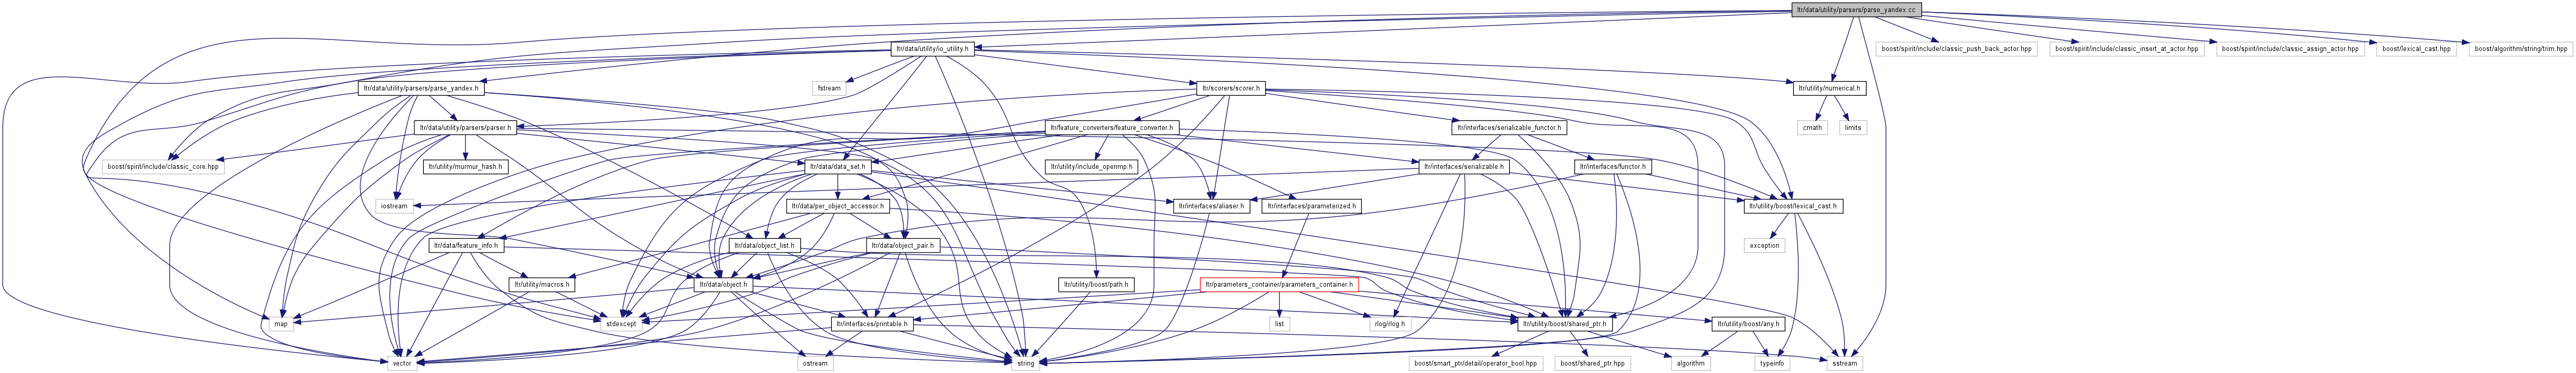 ltr/data/utility/parsers/parse_yandex.cc
ltr/data/utility/io_utility.h
boost/spirit/include/classic_push_back_actor.hpp
boost/spirit/include/classic_insert_at_actor.hpp
boost/spirit/include/classic_assign_actor.hpp
boost/lexical_cast.hpp
boost/algorithm/string/trim.hpp
ltr/data/utility/parsers/parse_yandex.h
fstream
ltr/scorers/scorer.h
ltr/utility/numerical.h
ltr/data/utility/parsers/parser.h
ltr/feature_converters/feature_converter.h
ltr/interfaces/serializable_functor.h
cmath
limits
boost/spirit/include/classic_core.hpp
ltr/utility/murmur_hash.h
ltr/data/data_set.h
ltr/utility/include_openmp.h
ltr/interfaces/serializable.h
ltr/interfaces/functor.h
iostream
ltr/data/per_object_accessor.h
ltr/interfaces/aliaser.h
ltr/interfaces/parameterized.h
ltr/utility/boost/lexical_cast.h
ltr/data/feature_info.h
ltr/data/object_list.h
ltr/data/object_pair.h
exception
ltr/utility/macros.h
ltr/data/object.h
ltr/utility/boost/path.h
ltr/parameters_container/parameters_container.h
map
stdexcept
ltr/interfaces/printable.h
list
rlog/rlog.h
ltr/utility/boost/shared_ptr.h
ltr/utility/boost/any.h
vector
ostream
string
boost/smart_ptr/detail/operator_bool.hpp
boost/shared_ptr.hpp
algorithm
typeinfo
sstream